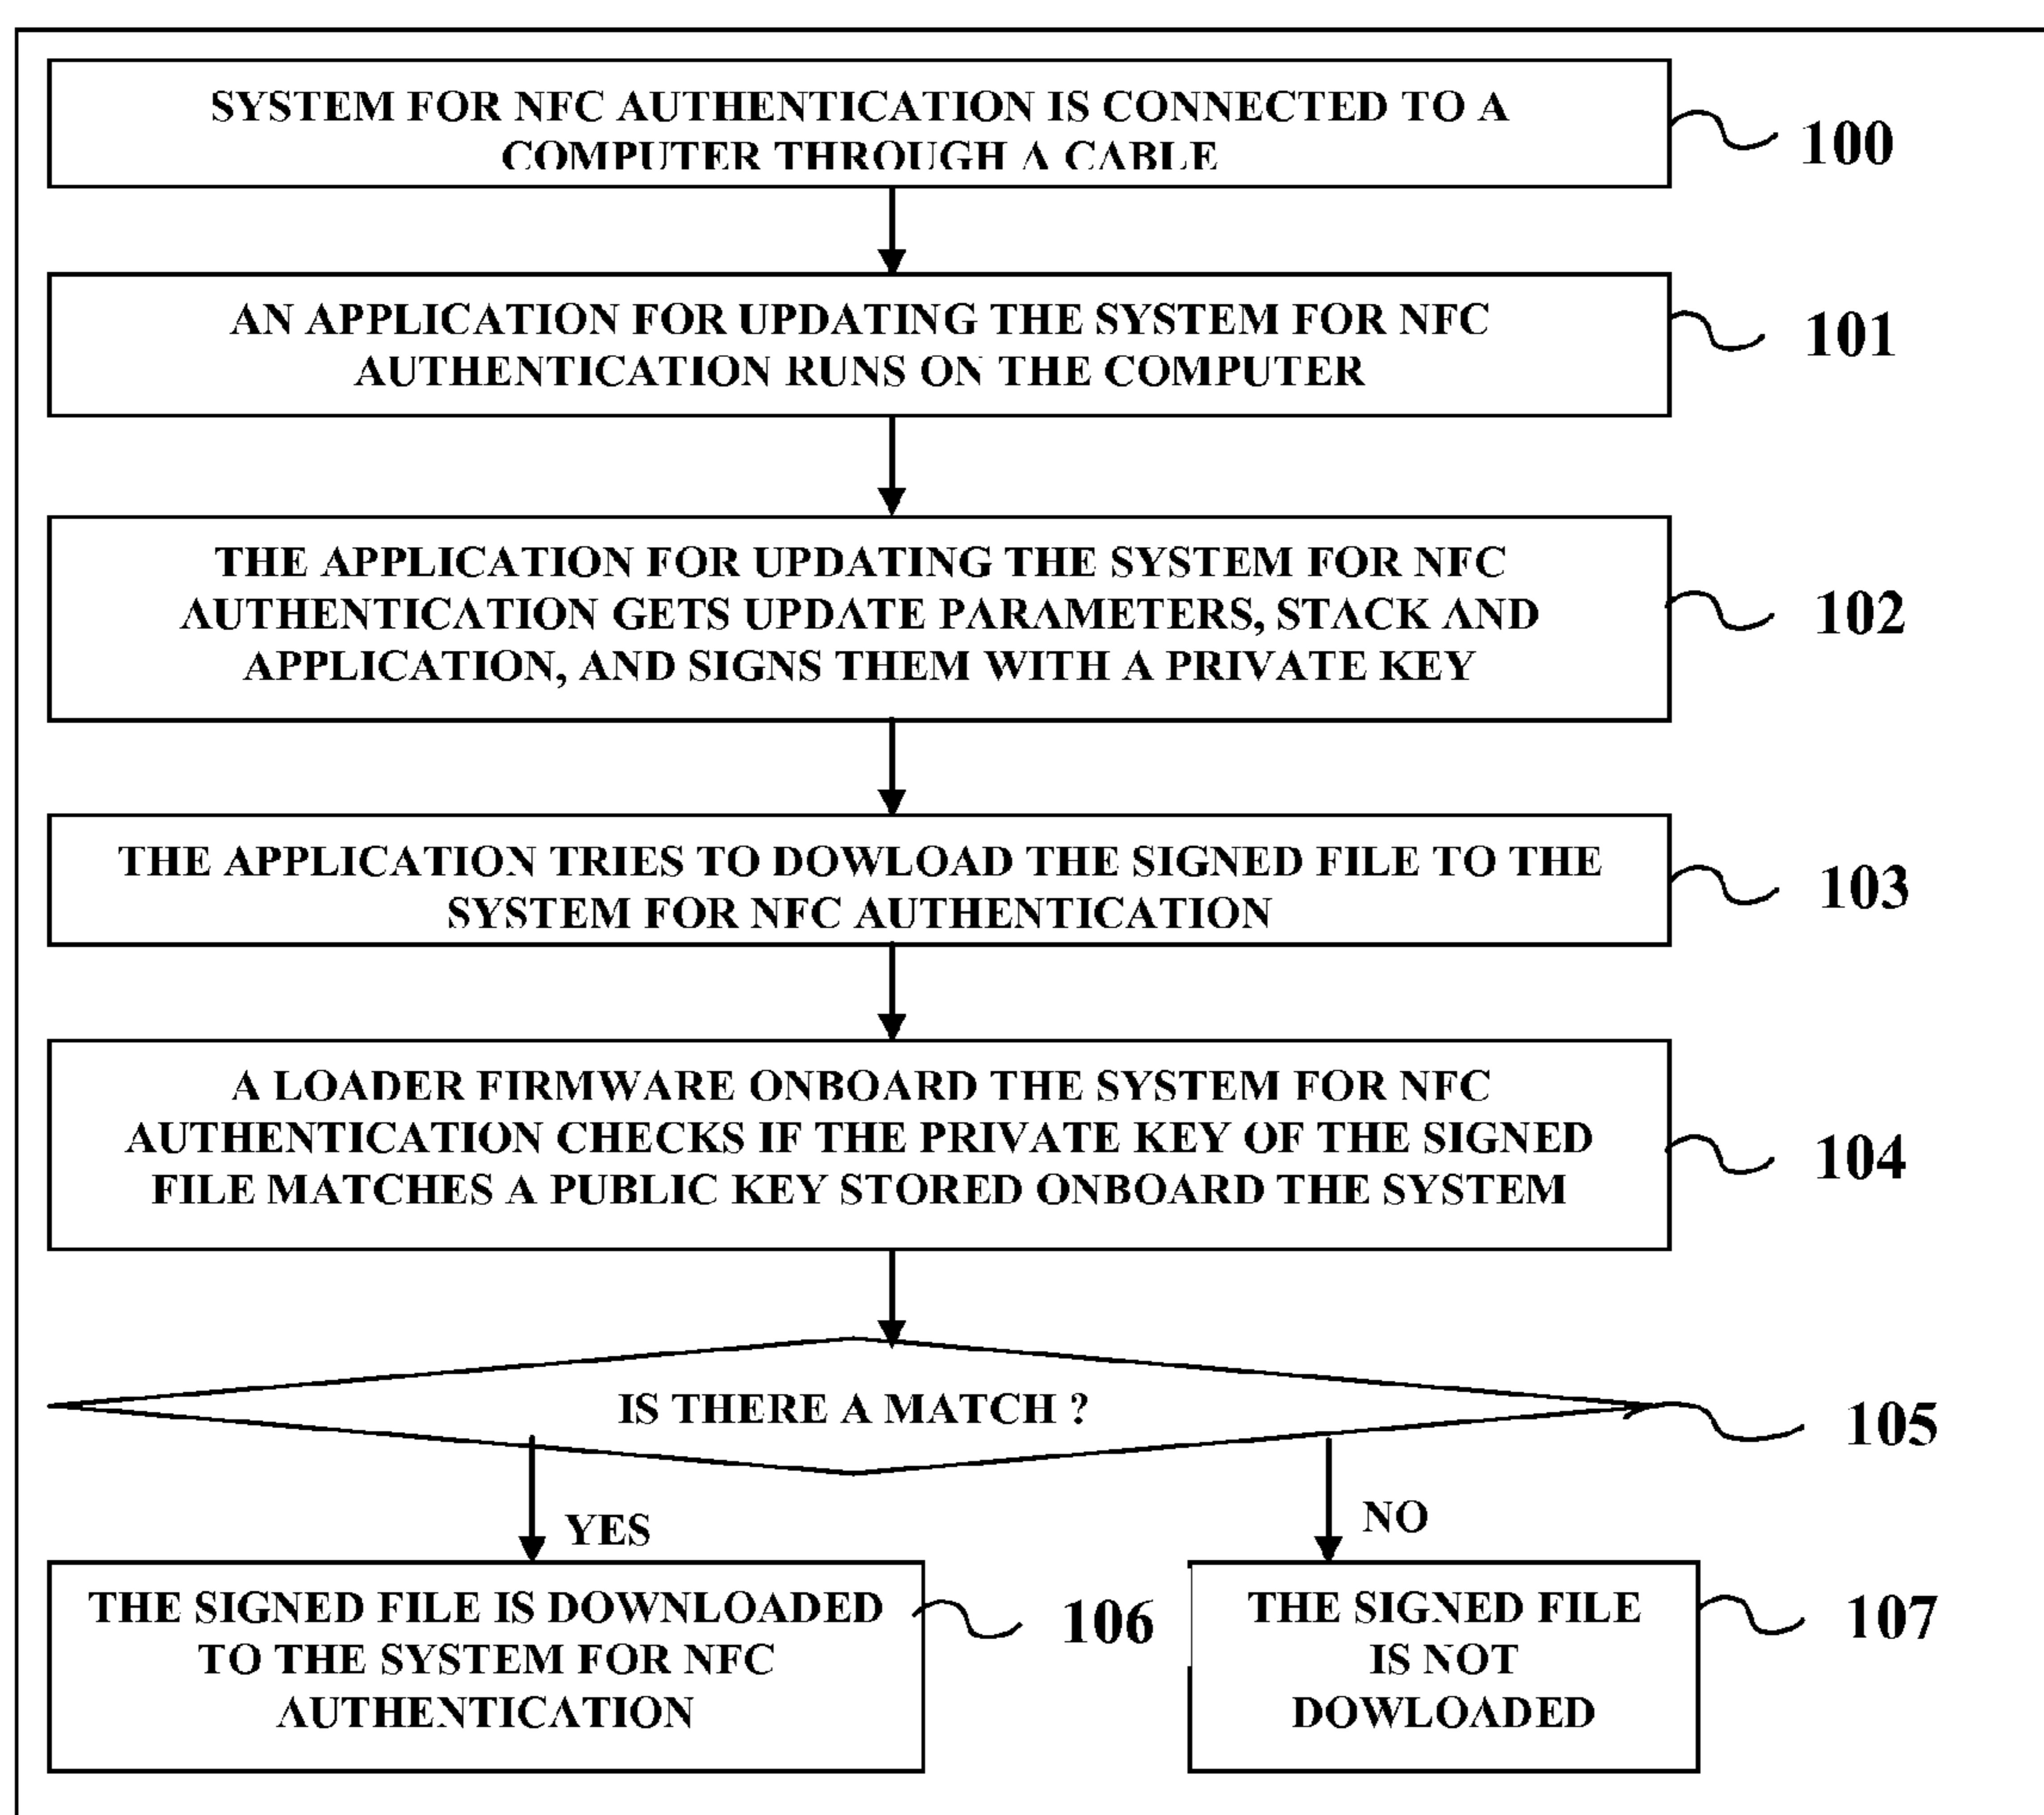 SYSTEM FOR NFC AUTHENTICATION IS CONNECTED TO A
COMPUTER THROUGH A CABLE
100
AN APPLICATION FOR UPDATING THE SYSTEM FOR NFC
AUTHENTICATION RUNS ON THE COMPUTER
101
THE APPLICATION FOR UPDATING THE SYSTEM FOR NFC
AUTHENTICATION GETS UPDATE PARAMETERS, STACK AND
APPLICATION, AND SIGNS THEM WITH A PRIVATE KEY
102
THE APPLICATION TRIES TO DOWLOAD THE SIGNED FILE TO THE
SYSTEM FOR NFC AUTHENTICATION
103
A LOADER FIRMWARE ONBOARD THE SYSTEM FOR NFC
AUTHENTICATION CHECKS IF THE PRIVATE KEY OF THE SIGNED
FILE MATCHES A PUBLIC KEY STORED ONBOARD THE SYSTEM
104
IS THERE A MATCH ?
105
YES
NO
THE SIGNED FILE IS DOWNLOADED
TO THE SYSTEM FOR NFC
AUTHENTICATION
106
THE SIGNED FILE
IS NOT
DOWLOADED
107